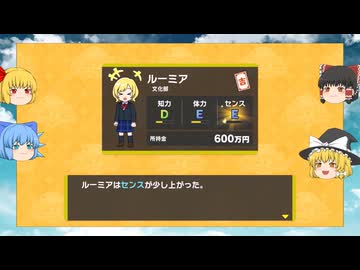 ルーミア
文化部
吉
知力
体力
センス
D
E
E
所持金
600万円
ルーミアはセンスが少し上がった。